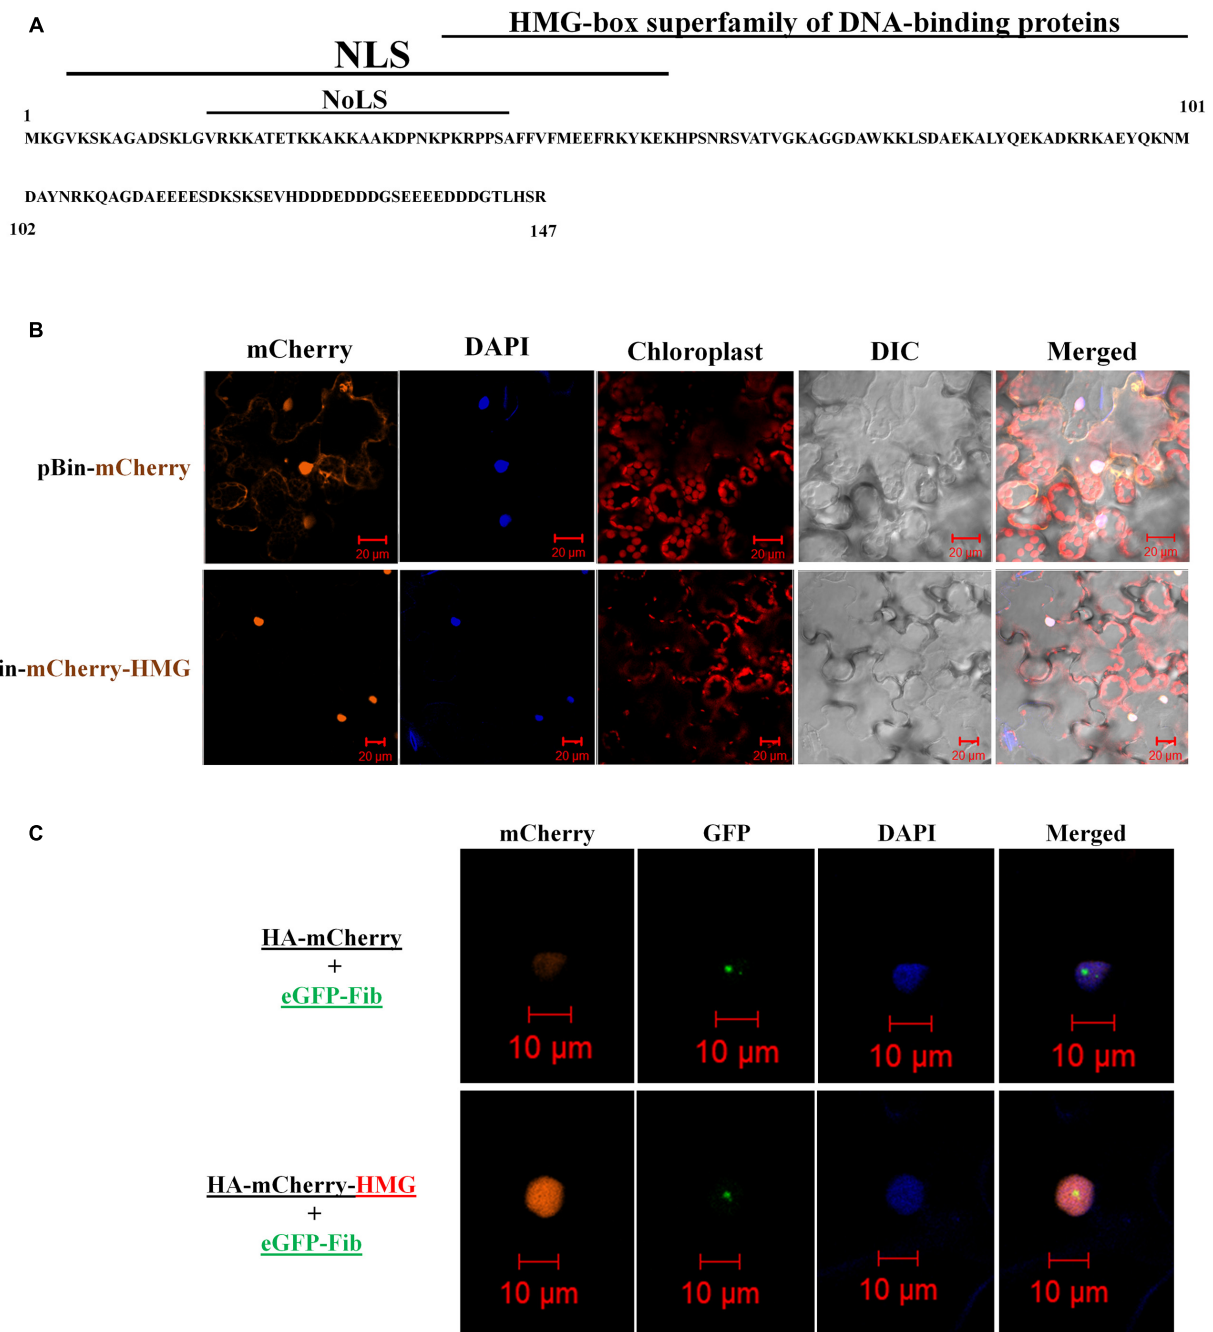 A
HMG-box superfamily of DNA-binding proteins
NLS
NoLS
1
101
MKGVKSKAGADSKLGVRKKATETKKAKKAAKDPNKPKRPPSAFFVFMEEFRKYKEKHPSNRSVATVGKAGGDAWKKLSDAEKALYQEKADKRKAEYQKNM
DAYNRKQAGDAEEEESDKSKSEVHDDDEDDDGSEEEEDDDGTLHSR
102
147
B
mCherry
DAPI
Chloroplast
DIC
Merged
pBin-mCherry
20 µm
20 µm
20 µm
20 µm
20 µm
in-mCherry-HMG
20 µm
20 µm
20 µm
20 µm
20 µm
C
mCherry
GFP
DAPI
Merged
HA-mCherry
+
eGFP-Fib
10 µm
10 µm
10 µm
10 µm
HA-mCherry-HMG
+
eGFP-Fib
10 µm
10 µm
10 µm
10 µm